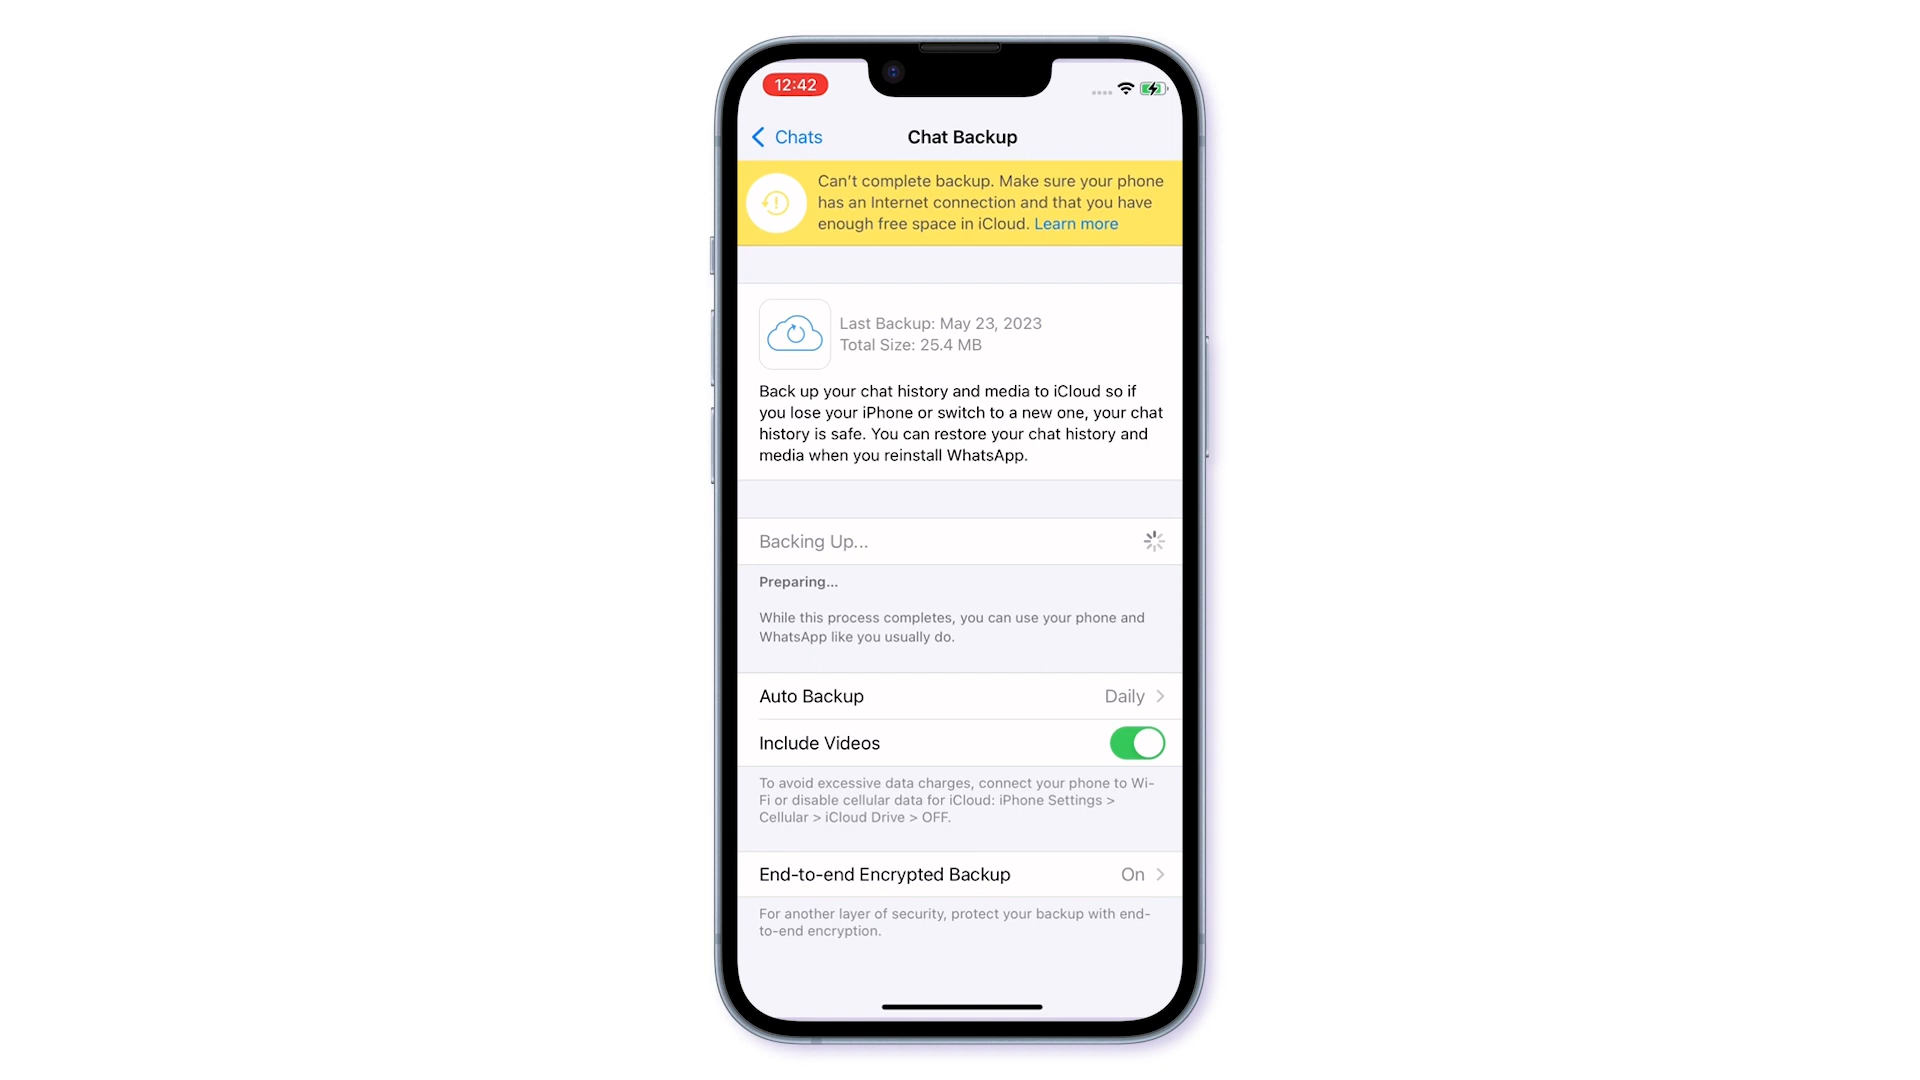 12:42
Chats
Chat Backup
Can't complete backup. Make sure your phone
has an Internet connection and that you have
enough free space in iCloud. Learn more
Last Backup: May 23, 2023
Total Size: 25.4 MB
Back up your chat history and media to iCloud so if
you lose your iPhone or switch to a new one, your chat
history is safe. You can restore your chat history and
media when you reinstall WhatsApp.
Backing Up...
Preparing...
While this process completes, you can use your phone and
WhatsApp like you usually do.
Auto Backup Daily
Include Videos
To avoid excessive data charges, connect your phone to Wi-
Fi or disable cellular data for iCloud: iPhone Settings >
Cellular > iCloud Drive > OFF.
End-to-end Encrypted Backup On
For another layer of security, protect your backup with end-
to-end encryption.